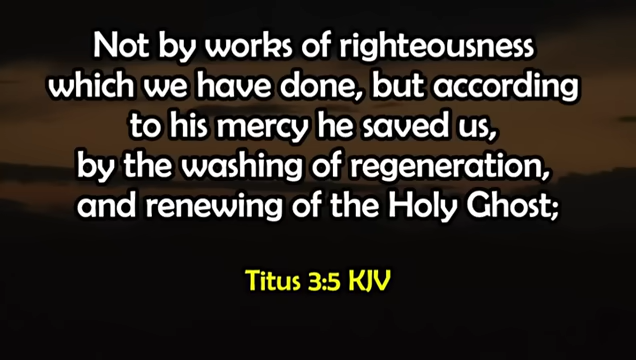 Not by works of righteousness
which we have done, but according
to his mercy he saved us,
by the washing of regeneration,
and renewing of the Holy Ghost;
Titus 3:5 KJV